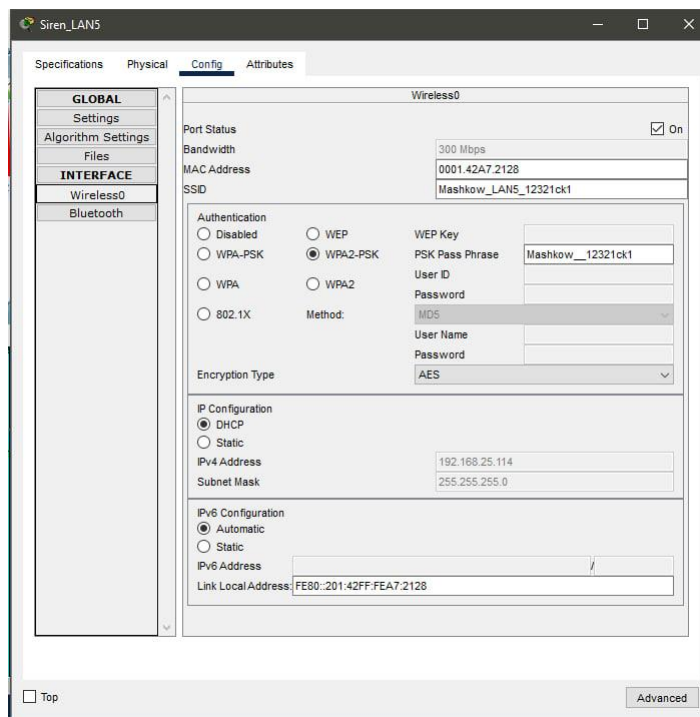 Siren_LAN5
Specifications Physical Config Attributes
GLOBAL
Settings
Algorithm Settings
Files
INTERFACE
Wireless0
Bluetooth
Wireless0
Port Status On
Bandwidth 300 Mbps
MAC Address 0001.42A7.2128
SSID Mashkow_LAN5_12321ck1
Authentication
Disabled WEP WEP Key
WPA-PSK WPA2-PSK PSK Pass Phrase Mashkow__12321ck1
User ID
WPA WPA2
Password
802.1X Method: MD5
User Name
Password
Encryption Type AES
IP Configuration
DHCP
Static
IPv4 Address 192.168.25.114
Subnet Mask 255.255.255.0
IPv6 Configuration
Automatic
Static
IPv6 Address /
Link Local Address: FE80::201:42FF:FEA7:2128
Top Advanced